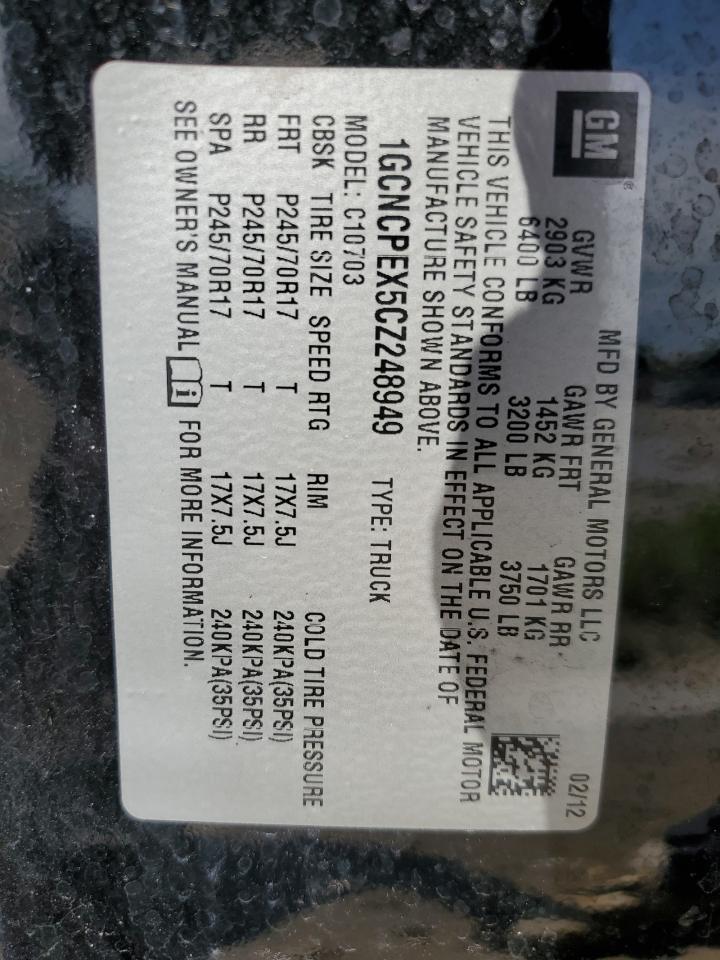 GM®
MFD BY GENERAL MOTORS LLC 02/12
GVWR GAWR FRT GAWR RR
2903 KG 1452 KG 1701 KG
6400 LB 3200 LB 3750 LB
THIS VEHICLE CONFORMS TO ALL APPLICABLE U.S. FEDERAL MOTOR
VEHICLE SAFETY STANDARDS IN EFFECT ON THE DATE OF
MANUFACTURE SHOWN ABOVE.
1GCNCPEX5CZ248949 TYPE: TRUCK
MODEL: C10703
CBSK TIRE SIZE SPEED RTG RIM COLD TIRE PRESSURE
FRT P245/70R17 T 17X7.5J 240KPA(35PSI)
RR P245/70R17 T 17X7.5J 240KPA(35PSI)
SPA P245/70R17 T 17X7.5J 240KPA(35PSI)
SEE OWNER'S MANUAL i FOR MORE INFORMATION.